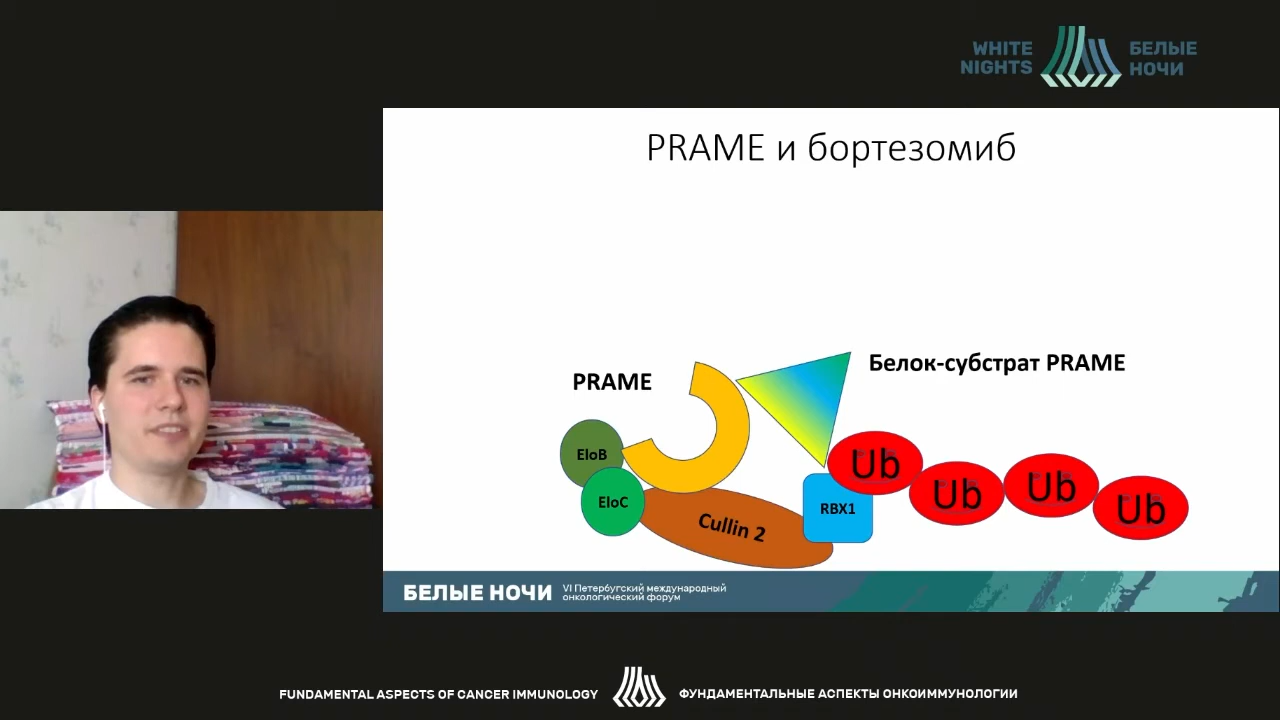 WHITE
NIGHTS
БЕЛЫЕ
НОЧИ
PRAME и бортезомиб
PRAME
Белок-субстрат PRAME
EloB
EloC
Cullin 2
RBX1
Ub
Ub
Ub
Ub
БЕЛЫЕ НОЧИ
VI Петербугский международный
онкологический форум
FUNDAMENTAL ASPECTS OF CANCER IMMUNOLOGY
ФУНДАМЕНТАЛЬНЫЕ АСПЕКТЫ ОНКОИММУНОЛОГИИ